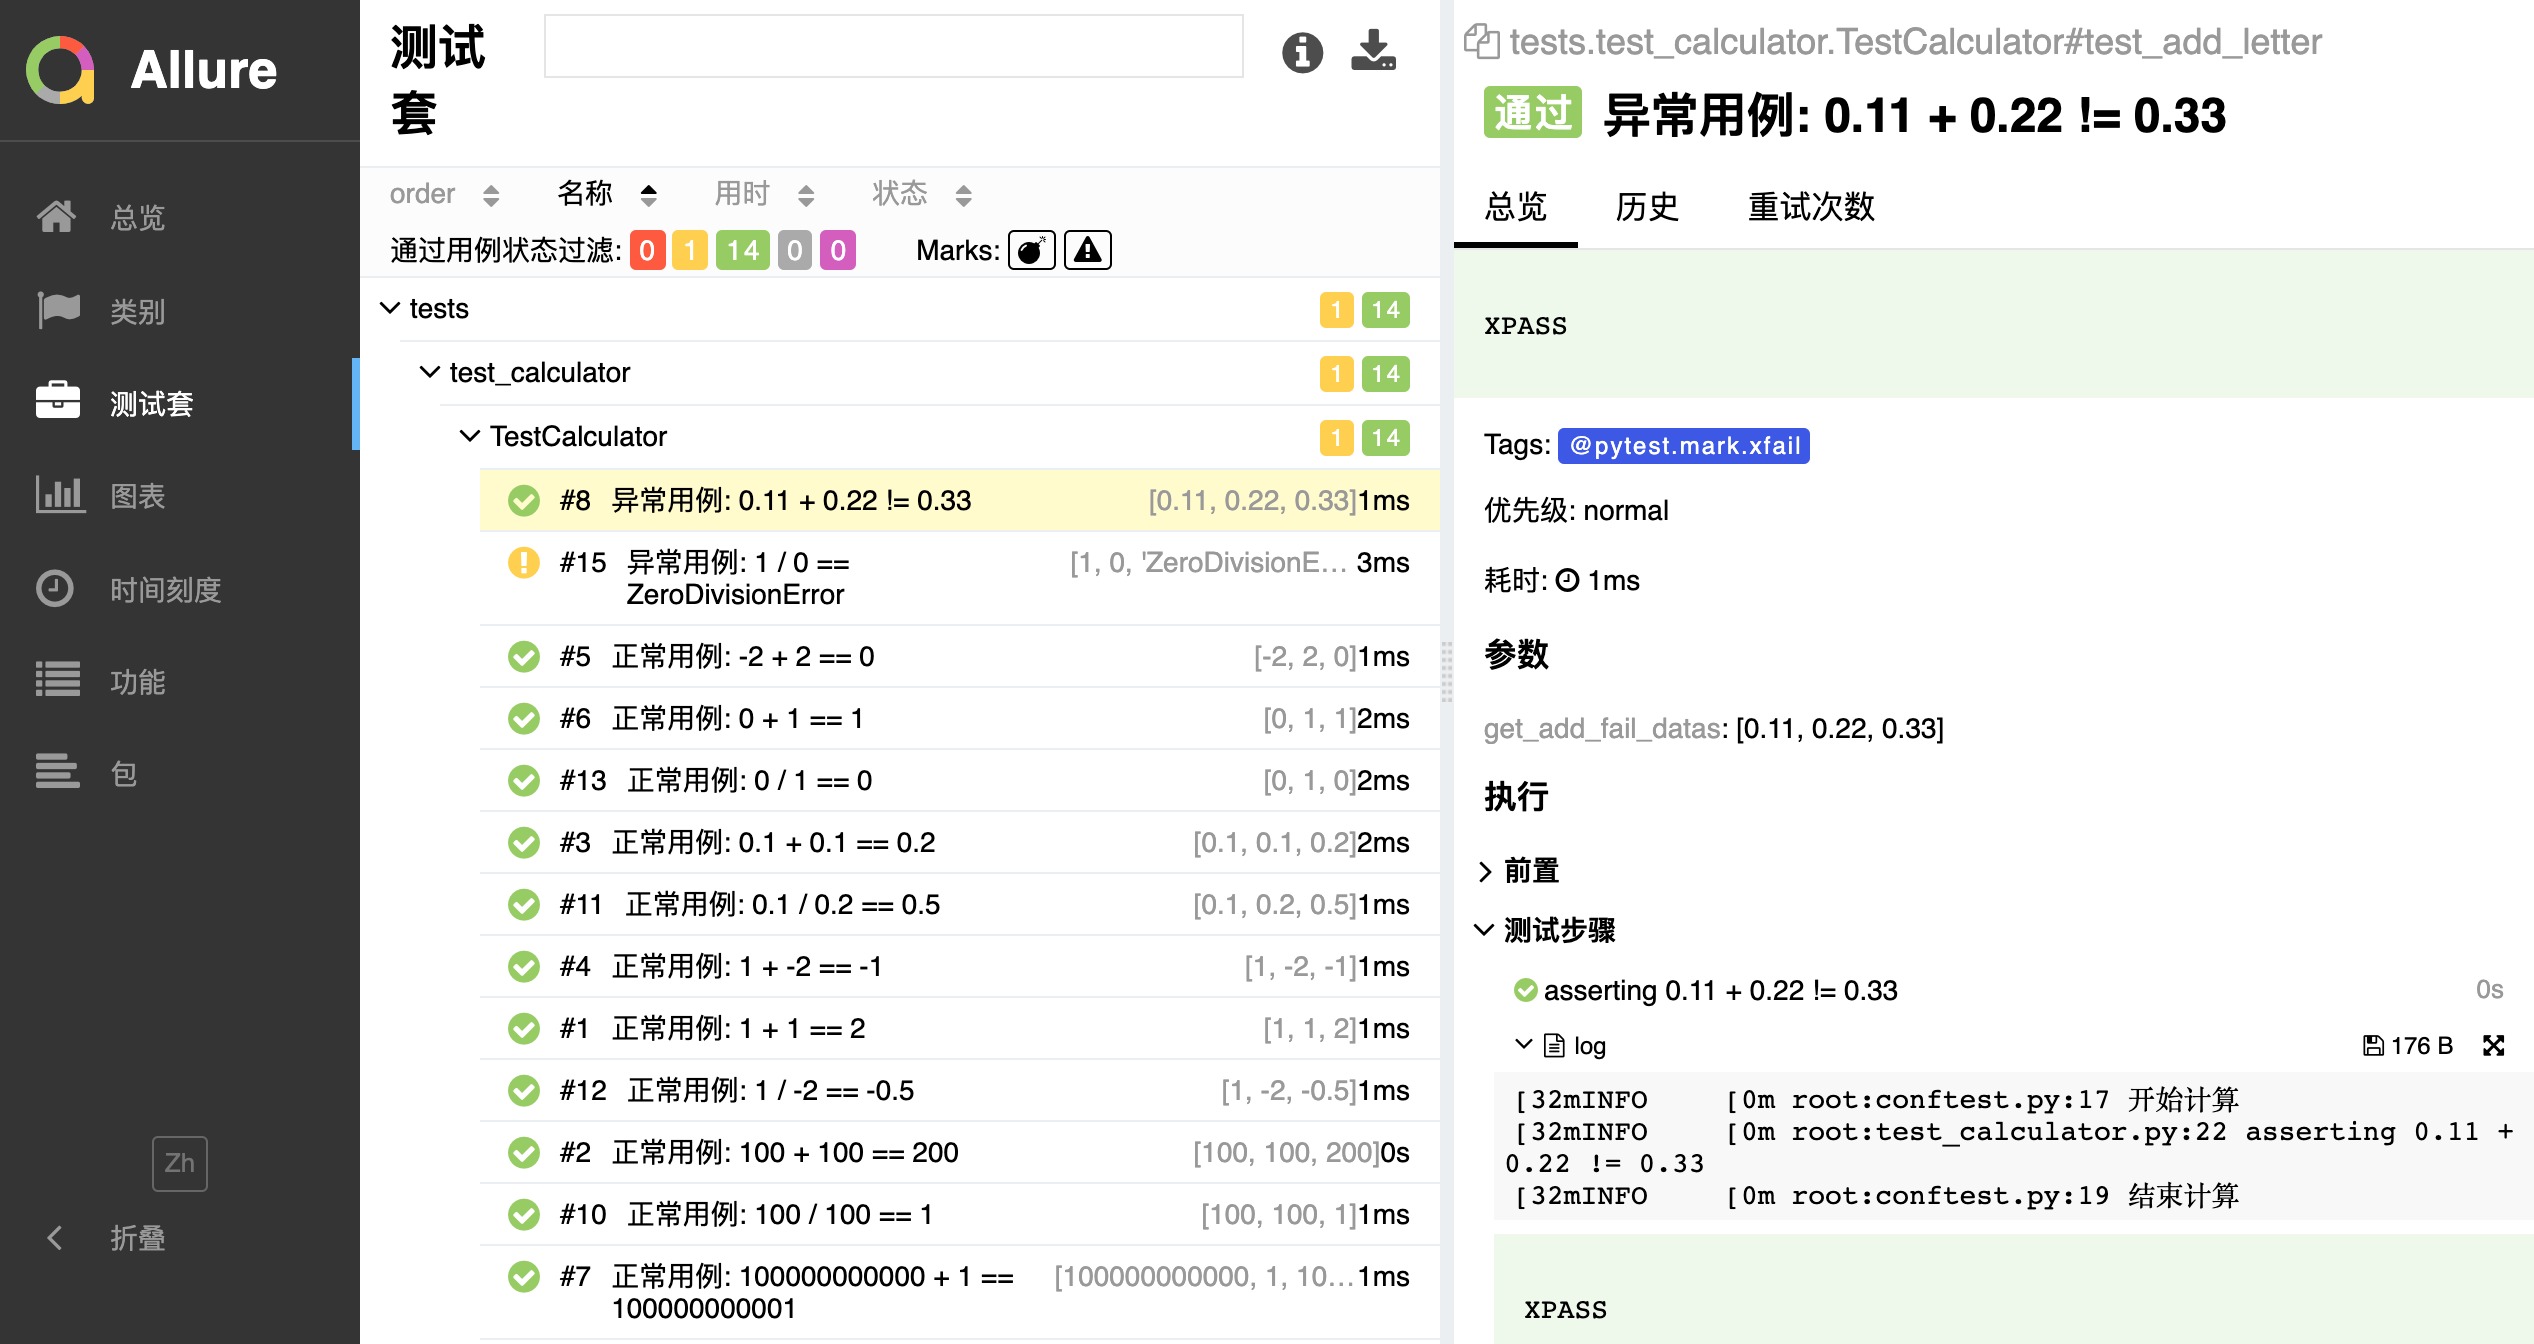 Allure
总览
类别
测试套
图表
时间刻度
功能
包
Zh
折叠
测试
套
order 名称 用时 状态
通过用例状态过滤: 0 1 14 0 0 Marks:
tests 1 14
test_calculator 1 14
TestCalculator 1 14
#8 异常用例: 0.11 + 0.22 != 0.33 [0.11, 0.22, 0.33]1ms
#15 异常用例: 1 / 0 == [1, 0, 'ZeroDivisionE… 3ms
ZeroDivisionError
#5 正常用例: -2 + 2 == 0 [-2, 2, 0]1ms
#6 正常用例: 0 + 1 == 1 [0, 1, 1]2ms
#13 正常用例: 0 / 1 == 0 [0, 1, 0]2ms
#3 正常用例: 0.1 + 0.1 == 0.2 [0.1, 0.1, 0.2]2ms
#11 正常用例: 0.1 / 0.2 == 0.5 [0.1, 0.2, 0.5]1ms
#4 正常用例: 1 + -2 == -1 [1, -2, -1]1ms
#1 正常用例: 1 + 1 == 2 [1, 1, 2]1ms
#12 正常用例: 1 / -2 == -0.5 [1, -2, -0.5]1ms
#2 正常用例: 100 + 100 == 200 [100, 100, 200]0s
#10 正常用例: 100 / 100 == 1 [100, 100, 1]1ms
#7 正常用例: 100000000000 + 1 == [100000000000, 1, 10…1ms
100000000001
tests.test_calculator.TestCalculator#test_add_letter
通过 异常用例: 0.11 + 0.22 != 0.33
总览 历史 重试次数
XPASS
Tags: @pytest.mark.xfail
优先级: normal
耗时: 1ms
参数
get_add_fail_datas: [0.11, 0.22, 0.33]
执行
前置
测试步骤
asserting 0.11 + 0.22 != 0.33 0s
log 176 B
[32mINFO [0m root:conftest.py:17 开始计算
[32mINFO [0m root:test_calculator.py:22 asserting 0.11 +
0.22 != 0.33
[32mINFO [0m root:conftest.py:19 结束计算
XPASS